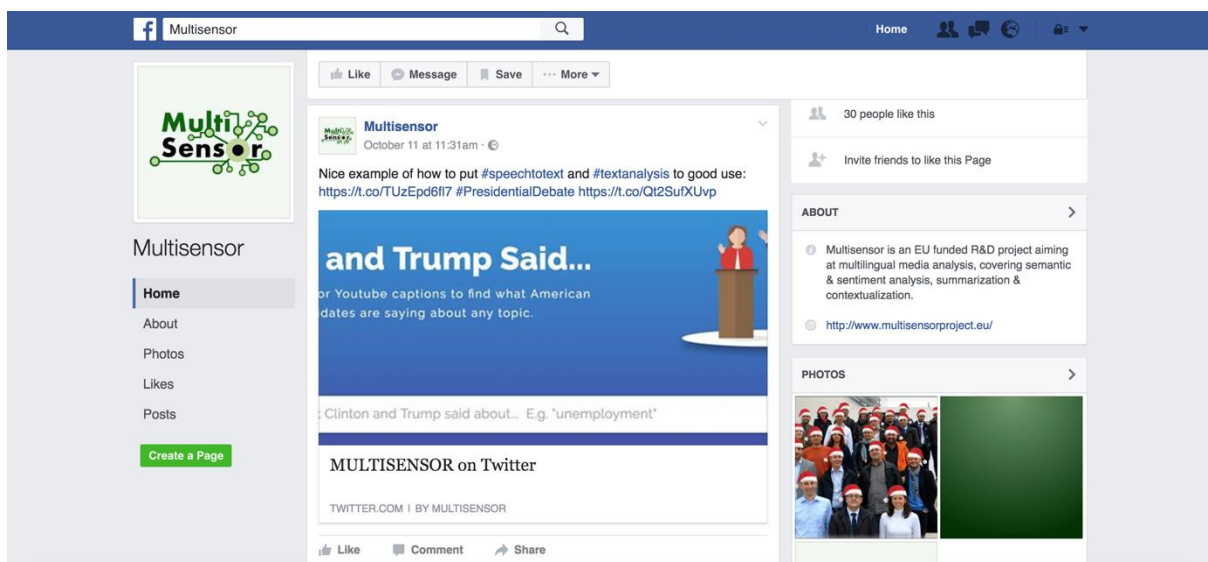 Multisensor
Home
Multi
Sensor
Multisensor
Home
About
Photos
Likes
Posts
Create a Page
Like Message Save ··· More
Multi
Sensor
Multisensor
October 11 at 11:31am ·
Nice example of how to put #speechtotext and #textanalysis to good use:
https://t.co/TUzEpd6fl7 #PresidentialDebate https://t.co/Qt2SufXUvp
and Trump Said...
or Youtube captions to find what American
dates are saying about any topic.
Clinton and Trump said about... E.g. "unemployment"
MULTISENSOR on Twitter
TWITTER.COM | BY MULTISENSOR
Like Comment Share
30 people like this
Invite friends to like this Page
ABOUT
Multisensor is an EU funded R&D project aiming
at multilingual media analysis, covering semantic
& sentiment analysis, summarization &
contextualization.
http://www.multisensorproject.eu/
PHOTOS